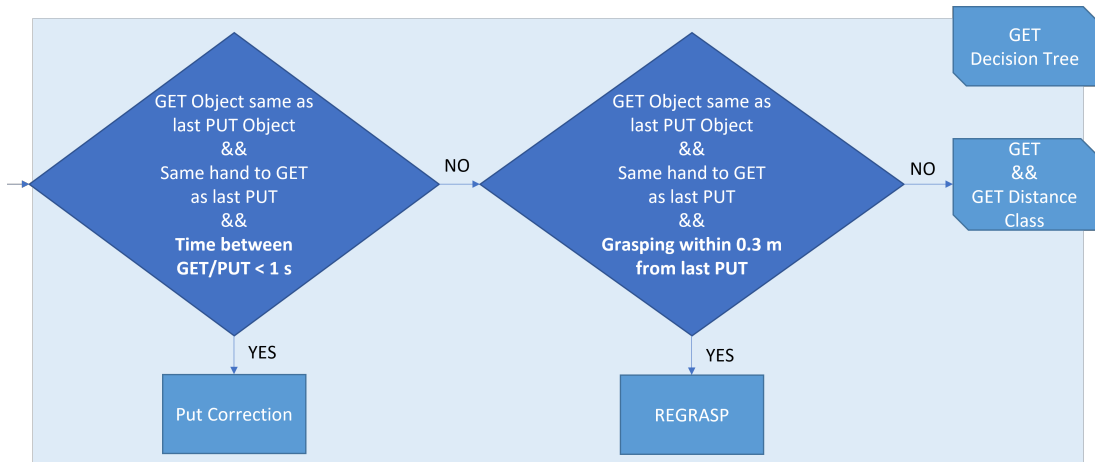 GET
Decision Tree
GET Object same as
last PUT Object
&&
Same hand to GET
as last PUT
&&
Time between
GET/PUT < 1 s
NO
GET Object same as
last PUT Object
&&
Same hand to GET
as last PUT
&&
Grasping within 0.3 m
from last PUT
NO
GET
&&
GET Distance
Class
YES
YES
Put Correction
REGRASP